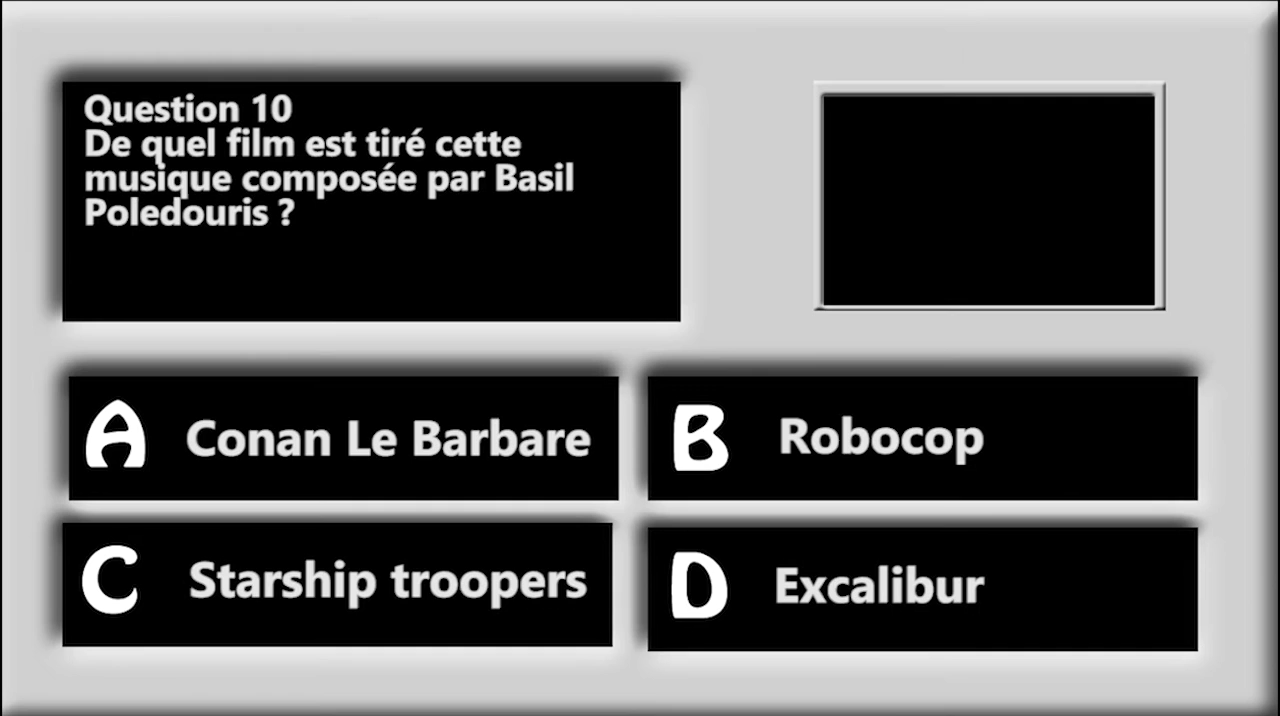 Question 10
De quel film est tiré cette
musique composée par Basil
Poledouris ?
A Conan Le Barbare
B Robocop
C Starship troopers
D Excalibur